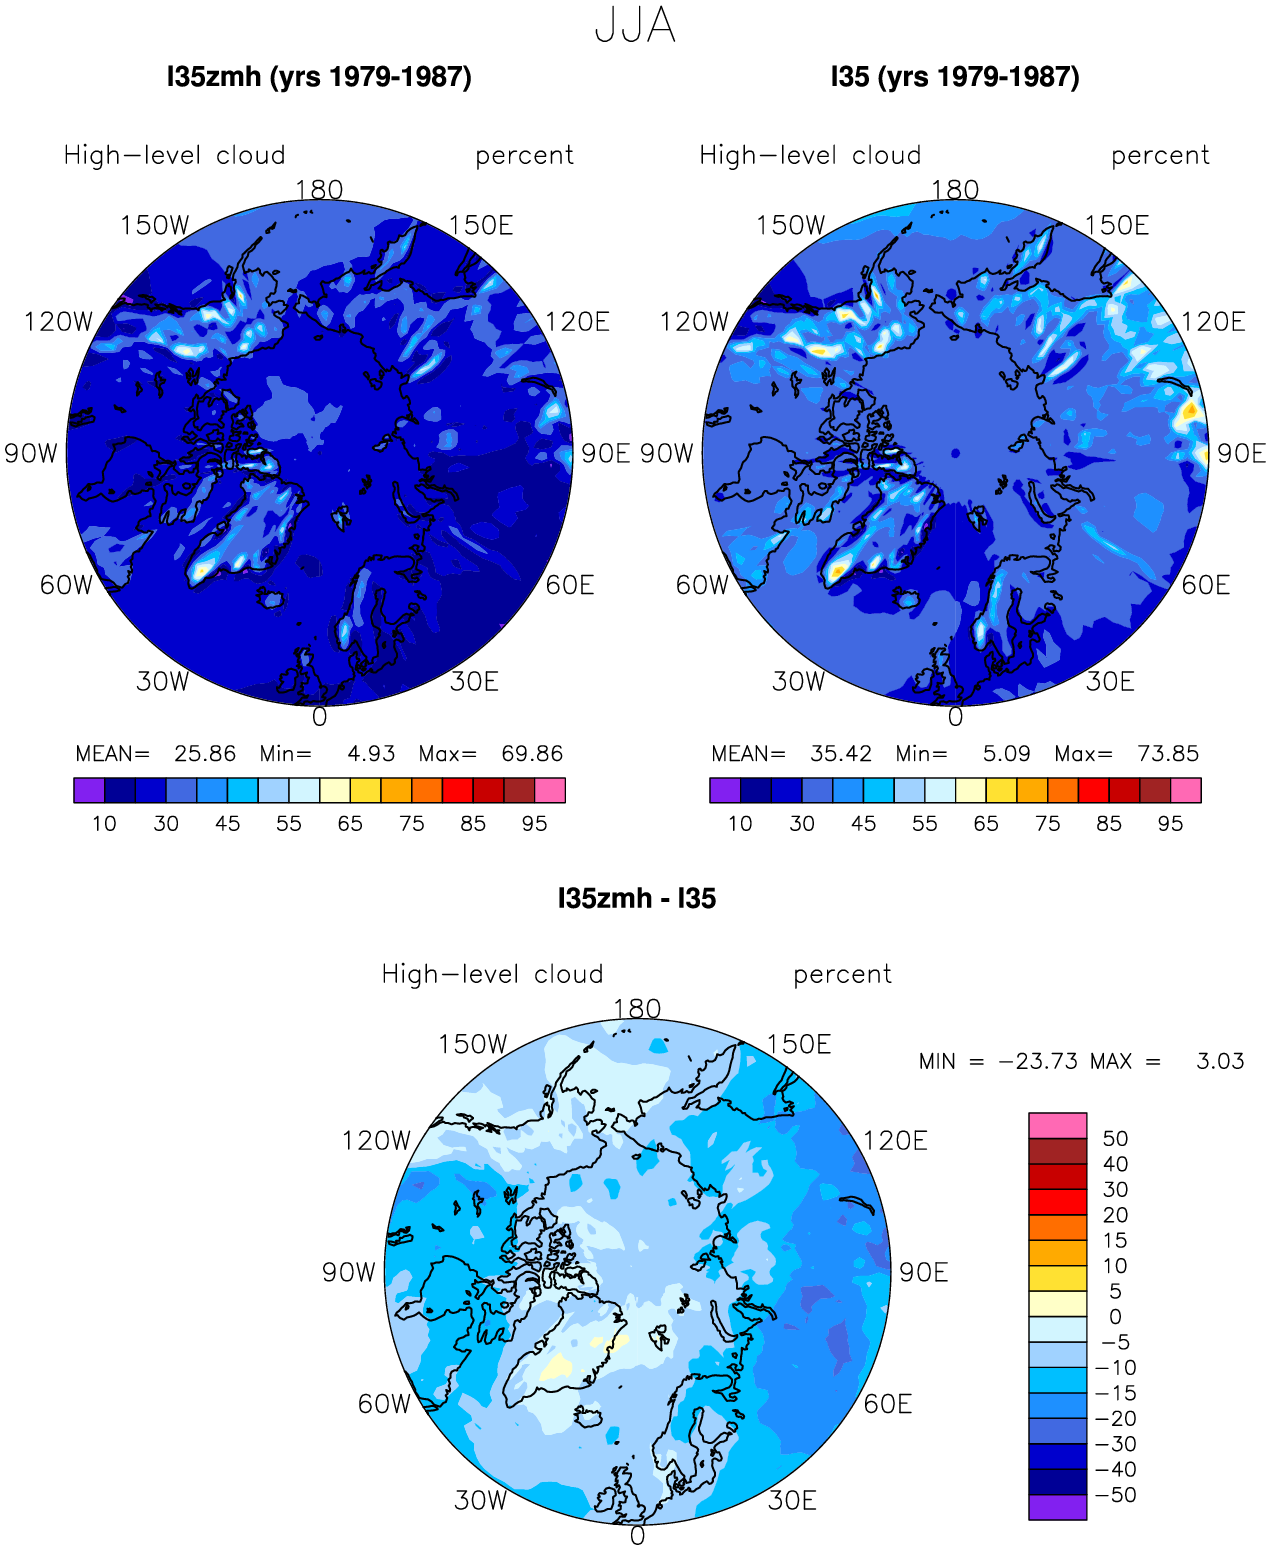 JJA
I35zmh (yrs 1979-1987)
I35 (yrs 1979-1987)
High-level cloud percent
High-level cloud percent
180
150W 150E
120W 120E
90W 90E
60W 60E
30W 30E
0
180
150W 150E
120W 120E
90W 90E
60W 60E
30W 30E
0
MEAN= 25.86 Min= 4.93 Max= 69.86
10 30 45 55 65 75 85 95
MEAN= 35.42 Min= 5.09 Max= 73.85
10 30 45 55 65 75 85 95
I35zmh - I35
High-level cloud percent
180
150W 150E
120W 120E
90W 90E
60W 60E
30W 30E
0
MIN = -23.73 MAX = 3.03
50
40
30
20
15
10
5
0
-5
-10
-15
-20
-30
-40
-50